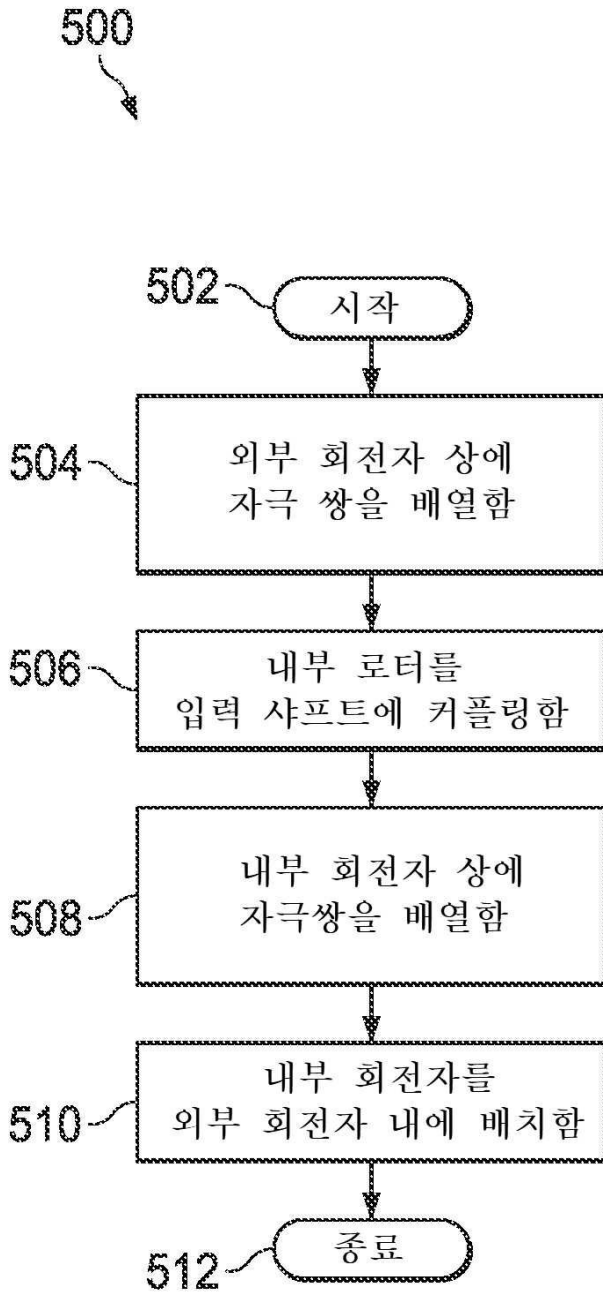 500
502
시작
504
외부 회전자 상에
자극 쌍을 배열함
506
내부 로터를
입력 샤프트에 커플링함
508
내부 회전자 상에
자극쌍을 배열함
510
내부 회전자를
외부 회전자 내에 배치함
512
종료